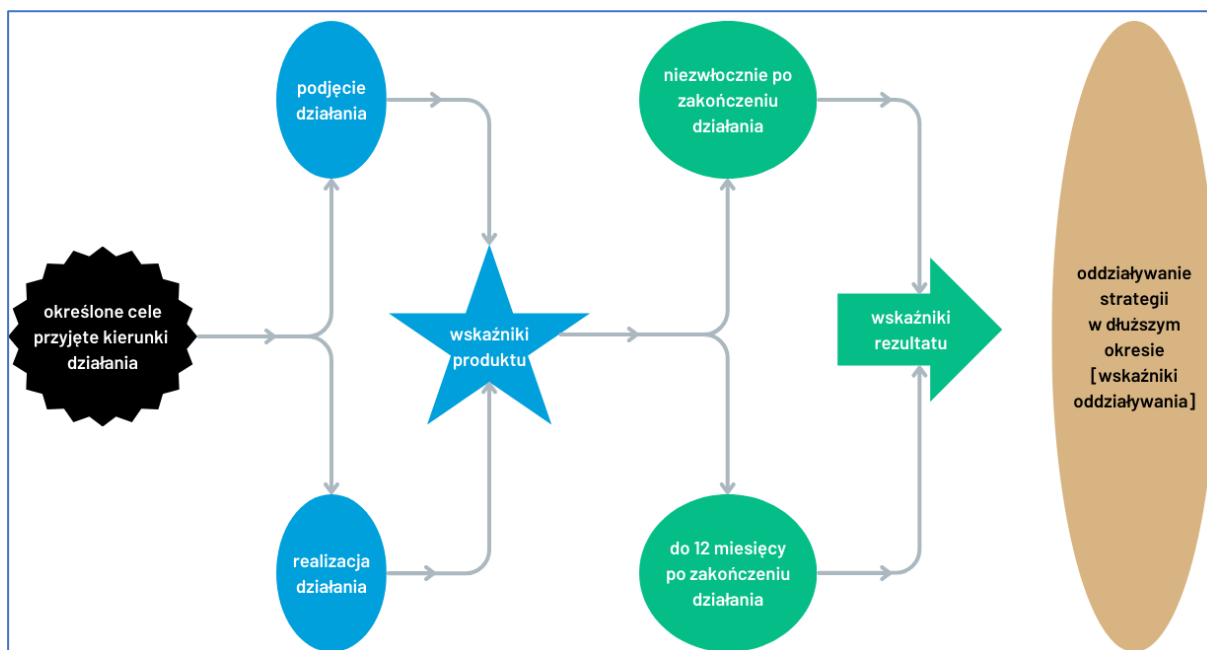 określone cele
przyjęte kierunki
działania
podjęcie
działania
realizacja
działania
wskaźniki
produktu
niezwłocznie po
zakończeniu
działania
do 12 miesięcy
po zakończeniu
działania
wskaźniki
rezultatu
oddziaływanie
strategii
w dłuższym
okresie
[wskaźniki
oddziaływania]